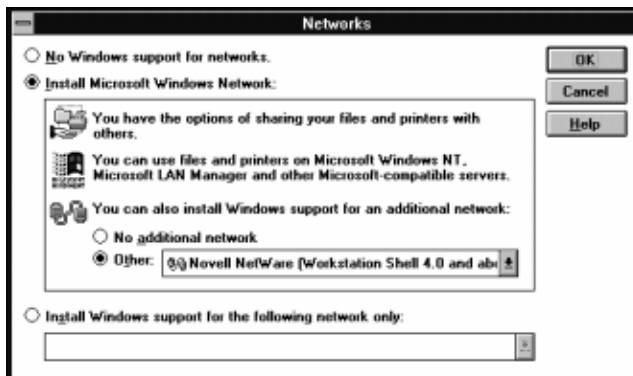 Networks
No Windows support for networks.
OK
Install Microsoft Windows Network:
Cancel
You have the options of sharing your files and printers with
others.
Help
You can use files and printers on Microsoft Windows NT,
Microsoft LAN Manager and other Microsoft-compatible servers.
You can also install Windows support for an additional network:
No additional network
Other: Novell NetWare (Workstation Shell 4.0 and abo
Install Windows support for the following network only: